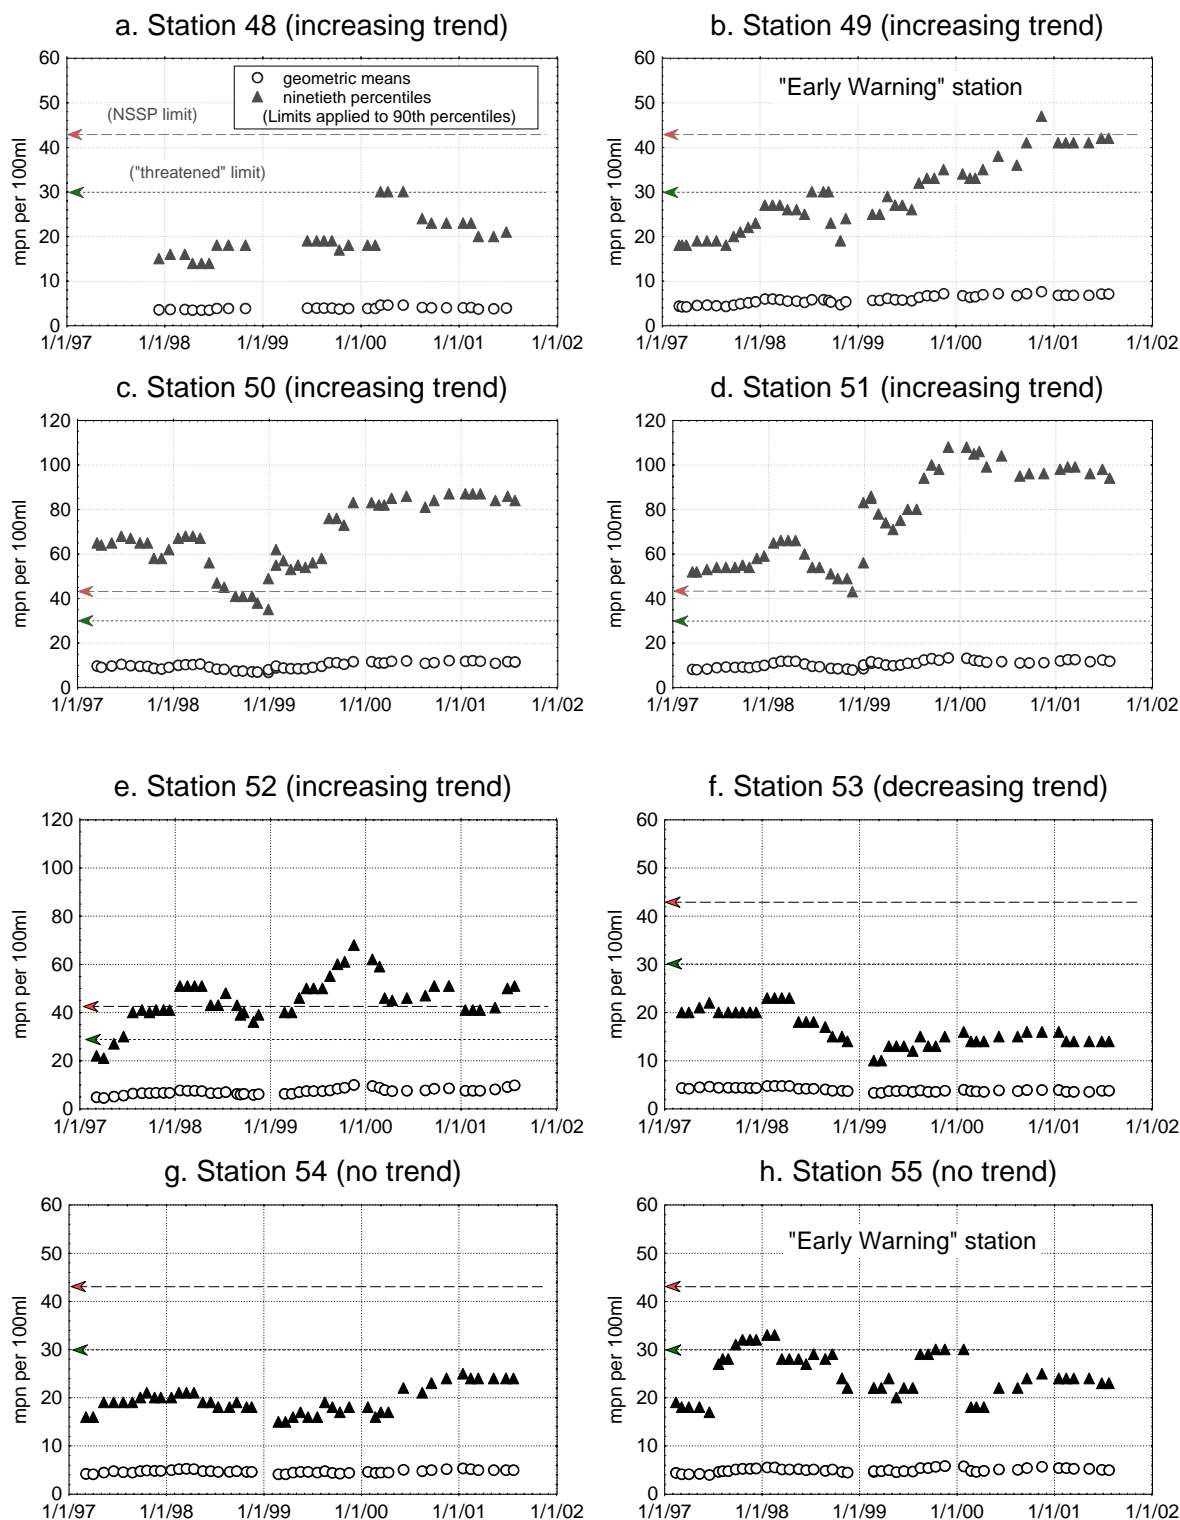 a. Station 48 (increasing trend)
60
50
40
30
20
10
0
mpn per 100ml
geometric means
ninetieth percentiles
(Limits applied to 90th percentiles)
(NSSP limit)
("threatened" limit)
1/1/97 1/1/98 1/1/99 1/1/00 1/1/01 1/1/02
b. Station 49 (increasing trend)
60
50
40
30
20
10
0
mpn per 100ml
"Early Warning" station
1/1/97 1/1/98 1/1/99 1/1/00 1/1/01 1/1/02
c. Station 50 (increasing trend)
120
100
80
60
40
20
0
mpn per 100ml
1/1/97 1/1/98 1/1/99 1/1/00 1/1/01 1/1/02
d. Station 51 (increasing trend)
120
100
80
60
40
20
0
mpn per 100ml
1/1/97 1/1/98 1/1/99 1/1/00 1/1/01 1/1/02
e. Station 52 (increasing trend)
120
100
80
60
40
20
0
mpn per 100ml
1/1/97 1/1/98 1/1/99 1/1/00 1/1/01 1/1/02
f. Station 53 (decreasing trend)
60
50
40
30
20
10
0
mpn per 100ml
1/1/97 1/1/98 1/1/99 1/1/00 1/1/01 1/1/02
g. Station 54 (no trend)
60
50
40
30
20
10
0
mpn per 100ml
1/1/97 1/1/98 1/1/99 1/1/00 1/1/01 1/1/02
h. Station 55 (no trend)
60
50
40
30
20
10
0
mpn per 100ml
"Early Warning" station
1/1/97 1/1/98 1/1/99 1/1/00 1/1/01 1/1/02